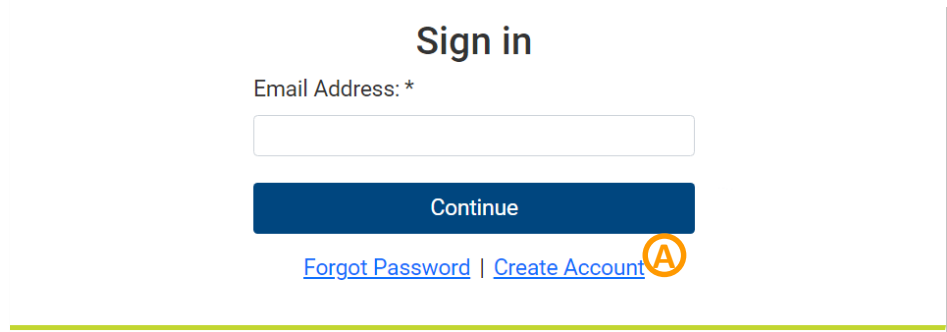 Sign in
Email Address: *
Continue
Forgot Password | Create Account A